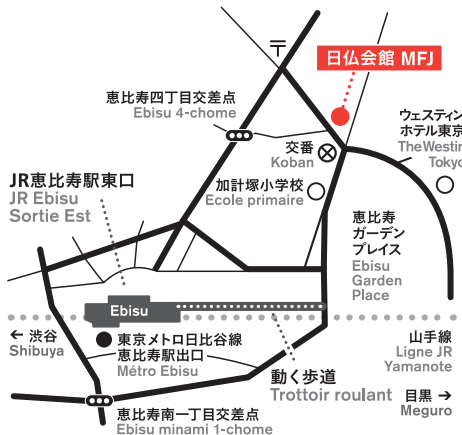 〒
日仏会館 MFJ
恵比寿四丁目交差点
Ebisu 4-chome
ウェスティン
ホテル東京
TheWestin
Tokyo
交番
Koban
JR恵比寿駅東口
JR Ebisu
Sortie Est
加計塚小学校
Ecole primaire
恵比寿
ガーデン
プレイス
Ebisu
Garden
Place
Ebisu
← 渋谷
Shibuya
東京メトロ日比谷線
恵比寿駅出口
Métro Ebisu
動く歩道
Trottoir roulant
山手線
Ligne JR
Yamanote
目黒 →
Meguro
恵比寿南一丁目交差点
Ebisu minami 1-chome